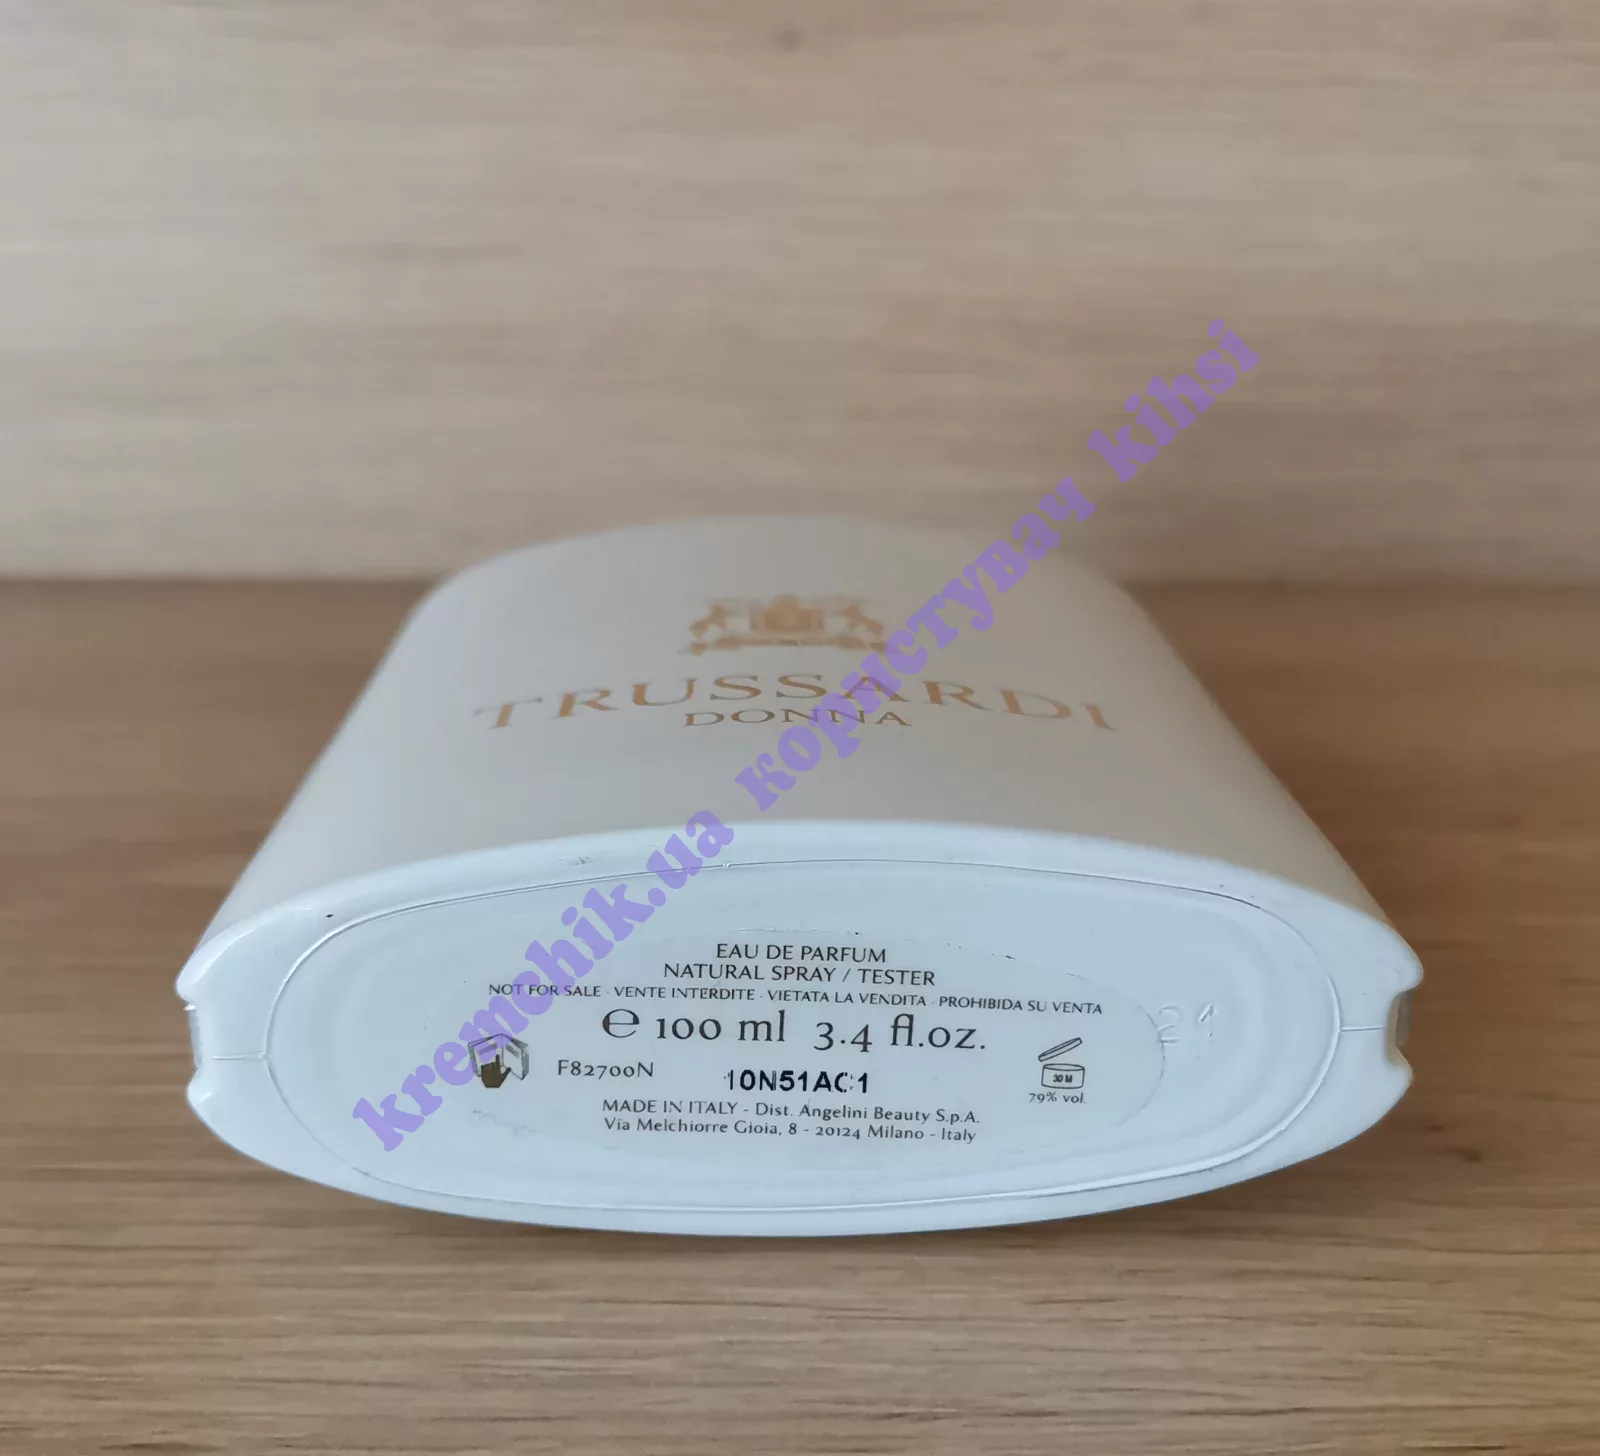 TRUSSARDI
DONNA
kremchik.ua користувач kihsi
EAU DE PARFUM
NATURAL SPRAY / TESTER
NOT FOR SALE · VENTE INTERDITE · VIETATA LA VENDITA · PROHIBIDA SU VENTA
℮ 100 ml 3.4 fl.oz.
F82700N
10N51AC1
30 M
79% vol.
MADE IN ITALY - Dist. Angelini Beauty S.p.A.
Via Melchiorre Gioia, 8 - 20124 Milano - Italy
21